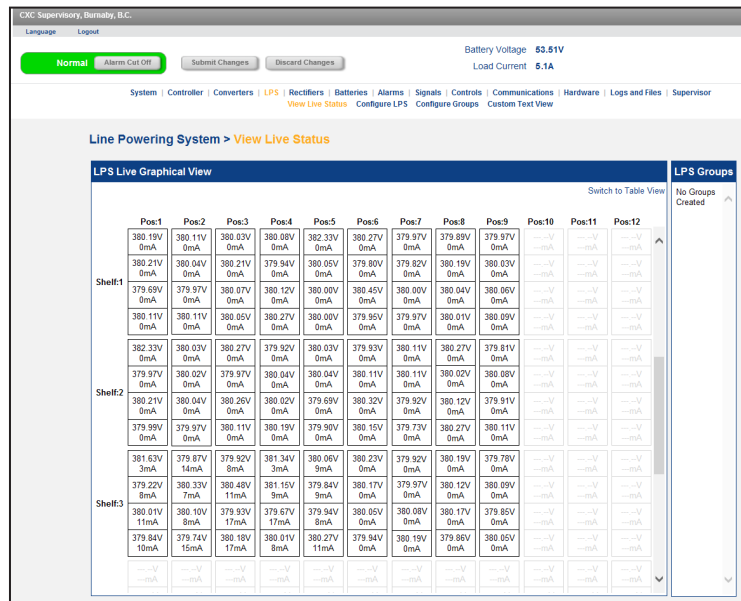 CXC Supervisory, Burnaby, B.C.
Language Logout
Normal Alarm Cut Off Submit Changes Discard Changes
Battery Voltage 53.51V
Load Current 5.1A
System | Controller | Converters | LPS | Rectifiers | Batteries | Alarms | Signals | Controls | Communications | Hardware | Logs and Files | Supervisor
View Live Status Configure LPS Configure Groups Custom Text View
Line Powering System > View Live Status
LPS Live Graphical View
LPS Groups
Switch to Table View
No Groups
Created
Pos:1 Pos:2 Pos:3 Pos:4 Pos:5 Pos:6 Pos:7 Pos:8 Pos:9 Pos:10 Pos:11 Pos:12
380.19V 380.11V 380.03V 380.08V 382.33V 380.27V 379.97V 379.89V 379.97V ---.--V ---.--V ---.--V
0mA 0mA 0mA 0mA 0mA 0mA 0mA 0mA 0mA ---mA ---mA ---mA
380.21V 380.04V 380.21V 379.94V 380.05V 379.80V 379.82V 380.19V 380.03V ---.--V ---.--V ---.--V
0mA 0mA 0mA 0mA 0mA 0mA 0mA 0mA 0mA ---mA ---mA ---mA
Shelf:1
379.69V 379.97V 380.07V 380.12V 380.00V 380.45V 380.00V 380.04V 380.06V ---.--V ---.--V ---.--V
0mA 0mA 0mA 0mA 0mA 0mA 0mA 0mA 0mA ---mA ---mA ---mA
380.11V 380.11V 380.05V 380.27V 380.00V 379.95V 379.97V 380.01V 380.09V ---.--V ---.--V ---.--V
0mA 0mA 0mA 0mA 0mA 0mA 0mA 0mA 0mA ---mA ---mA ---mA
382.33V 380.03V 380.27V 379.92V 380.03V 379.93V 380.11V 380.27V 379.81V ---.--V ---.--V ---.--V
0mA 0mA 0mA 0mA 0mA 0mA 0mA 0mA 0mA ---mA ---mA ---mA
379.97V 380.02V 379.97V 380.04V 380.04V 380.11V 380.11V 380.02V 380.08V ---.--V ---.--V ---.--V
0mA 0mA 0mA 0mA 0mA 0mA 0mA 0mA 0mA ---mA ---mA ---mA
Shelf:2
380.21V 380.04V 380.26V 380.02V 379.69V 380.32V 379.92V 380.12V 379.91V ---.--V ---.--V ---.--V
0mA 0mA 0mA 0mA 0mA 0mA 0mA 0mA 0mA ---mA ---mA ---mA
379.99V 379.97V 380.11V 380.19V 379.90V 380.15V 379.73V 380.27V 380.11V ---.--V ---.--V ---.--V
0mA 0mA 0mA 0mA 0mA 0mA 0mA 0mA 0mA ---mA ---mA ---mA
381.63V 379.87V 379.92V 381.34V 380.06V 380.23V 379.92V 380.19V 379.78V ---.--V ---.--V ---.--V
3mA 14mA 8mA 3mA 9mA 0mA 0mA 0mA 0mA ---mA ---mA ---mA
379.22V 380.33V 380.48V 381.15V 379.84V 380.17V 379.97V 380.12V 380.09V ---.--V ---.--V ---.--V
8mA 7mA 11mA 9mA 9mA 0mA 0mA 0mA 0mA ---mA ---mA ---mA
Shelf:3
380.01V 380.10V 379.93V 379.67V 379.94V 380.05V 380.08V 380.17V 379.85V ---.--V ---.--V ---.--V
11mA 8mA 17mA 17mA 8mA 0mA 0mA 0mA 0mA ---mA ---mA ---mA
379.84V 379.74V 380.18V 380.01V 380.27V 379.94V 380.19V 379.86V 380.05V ---.--V ---.--V ---.--V
10mA 15mA 17mA 8mA 11mA 0mA 0mA 0mA 0mA ---mA ---mA ---mA
---.--V ---.--V ---.--V ---.--V ---.--V ---.--V ---.--V ---.--V ---.--V ---.--V ---.--V ---.--V
---mA ---mA ---mA ---mA ---mA ---mA ---mA ---mA ---mA ---mA ---mA ---mA